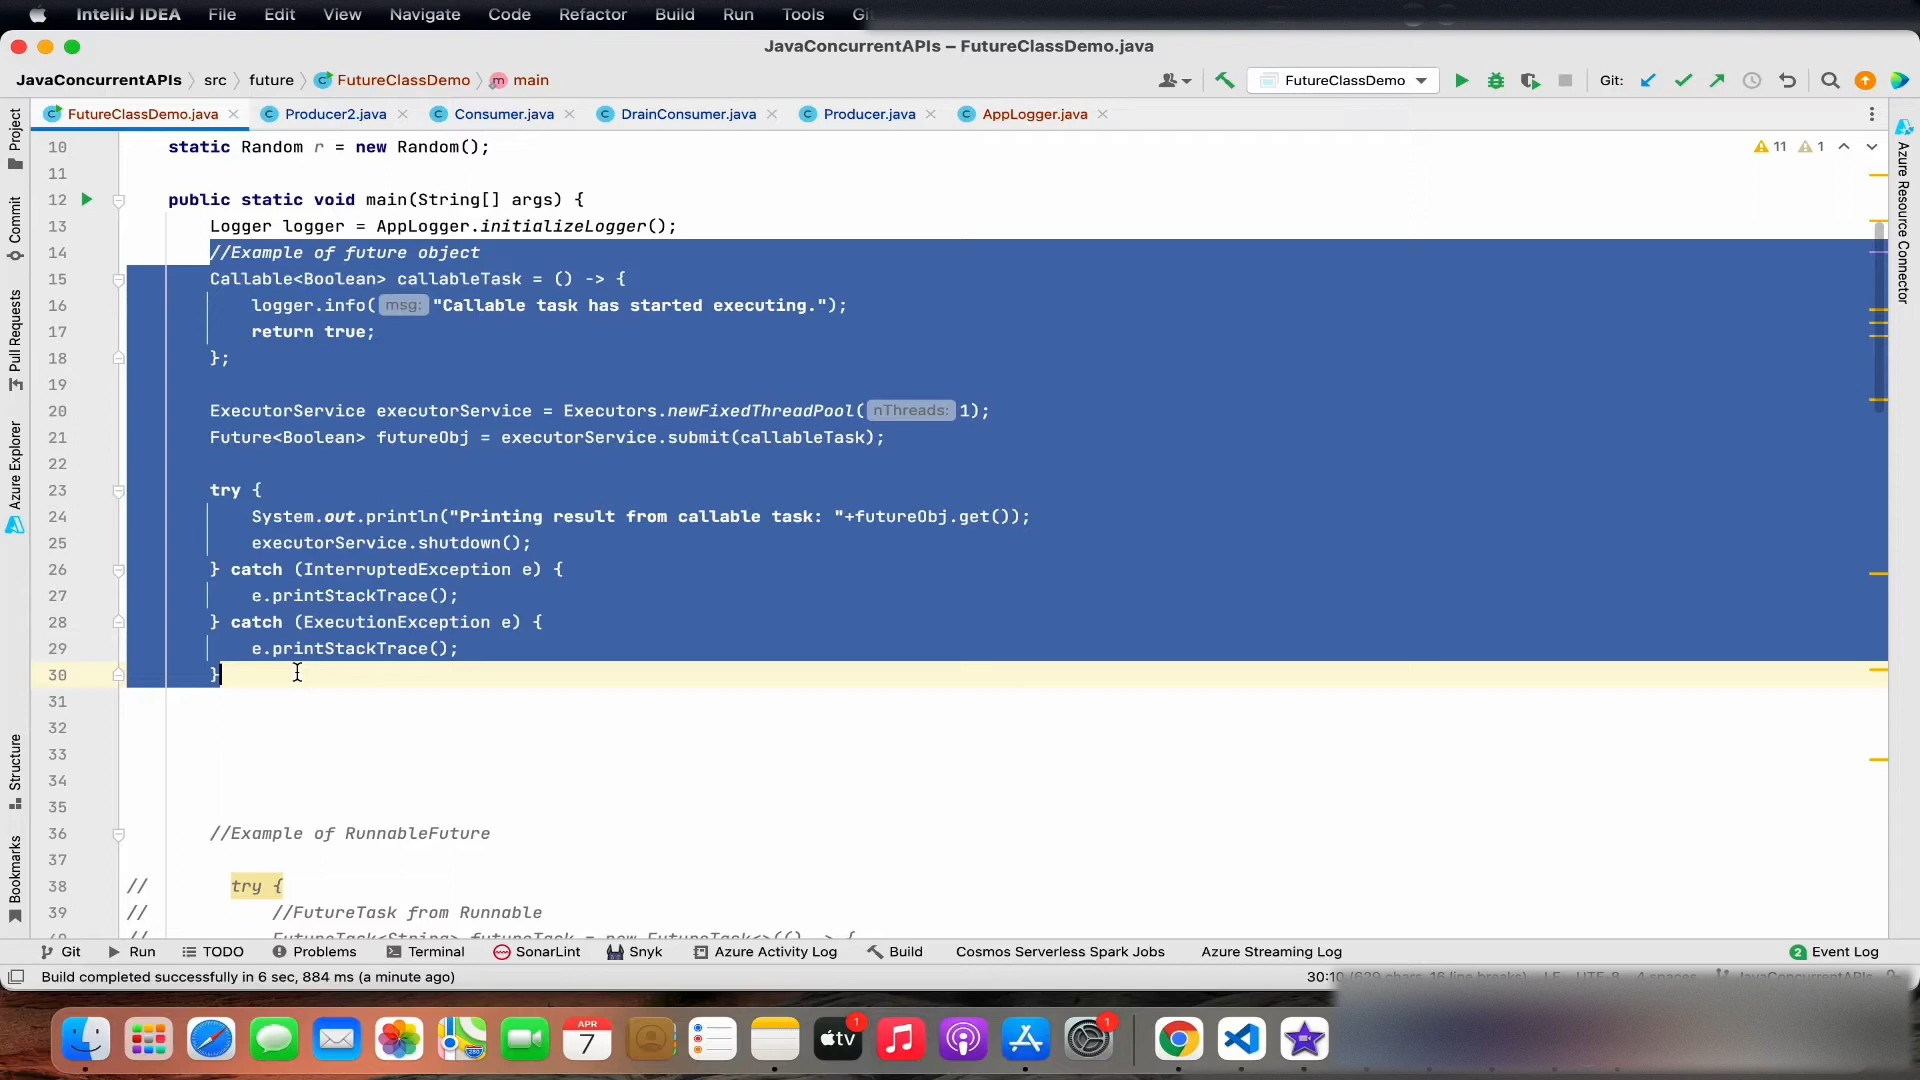 IntelliJ IDEA File Edit View Navigate Code Refactor Build Run Tools
JavaConcurrentAPIs – FutureClassDemo.java
JavaConcurrentAPIs src future FutureClassDemo main FutureClassDemo Git:
FutureClassDemo.java Producer2.java Consumer.java DrainConsumer.java Producer.java AppLogger.java
10 static Random r = new Random();
11 1
11
12 public static void main(String[] args) {
13 Logger logger = AppLogger.initializeLogger();
14 //Example of future object
15 Callable<Boolean> callableTask = () -> {
16 logger.info( msg: "Callable task has started executing.");
17 return true;
18 };
19
20 ExecutorService executorService = Executors.newFixedThreadPool( nThreads: 1);
21 Future<Boolean> futureObj = executorService.submit(callableTask);
22
23 try {
24 System.out.println("Printing result from callable task: "+futureObj.get());
25 executorService.shutdown();
26 } catch (InterruptedException e) {
27 e.printStackTrace();
28 } catch (ExecutionException e) {
29 e.printStackTrace();
30 }
31
32
33
34
35
36 //Example of RunnableFuture
37
38 // try {
39 // //FutureTask from Runnable
// FutureTask<String> futureTask = new FutureTask<>(() -> {
Project
Commit
Pull Requests
Azure Explorer
Structure
Bookmarks
Azure Resource Connector
Git Run TODO Problems Terminal SonarLint Snyk Azure Activity Log Build Cosmos Serverless Spark Jobs Azure Streaming Log 2 Event Log
Build completed successfully in 6 sec, 884 ms (a minute ago) 30:10
APR
7
280
tv
1
1